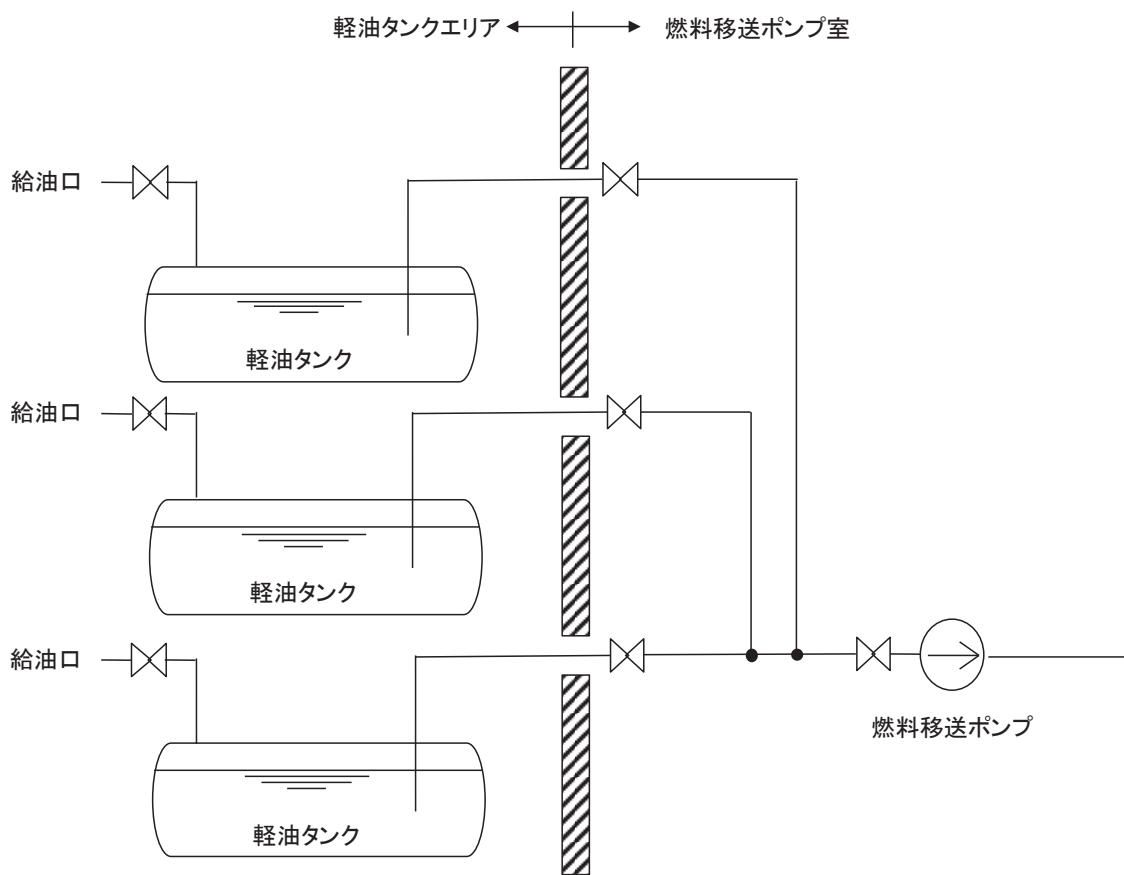 軽油タンクエリア
燃料移送ポンプ室
給油口
軽油タンク
給油口
軽油タンク
給油口
燃料移送ポンプ
軽油タンク